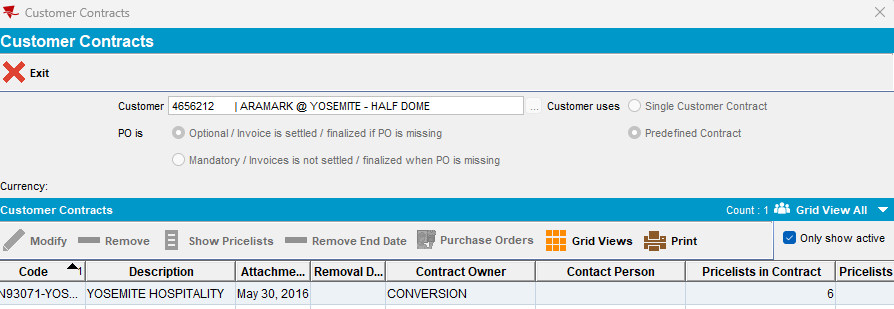 Customer Contracts
Customer Contracts
Exit
Customer 4656212 | ARAMARK @ YOSEMITE - HALF DOME ... Customer uses Single Customer Contract
PO is Optional / Invoice is settled / finalized if PO is missing Predefined Contract
Mandatory / Invoices is not settled / finalized when PO is missing
Currency:
Customer Contracts Count : 1 Grid View All
Modify Remove Show Pricelists Remove End Date Purchase Orders Grid Views Print Only show active
Code 1 Description Attachme... Removal D... Contract Owner Contact Person Pricelists in Contract Pricelists
N93071-YOS... YOSEMITE HOSPITALITY May 30, 2016 CONVERSION 6